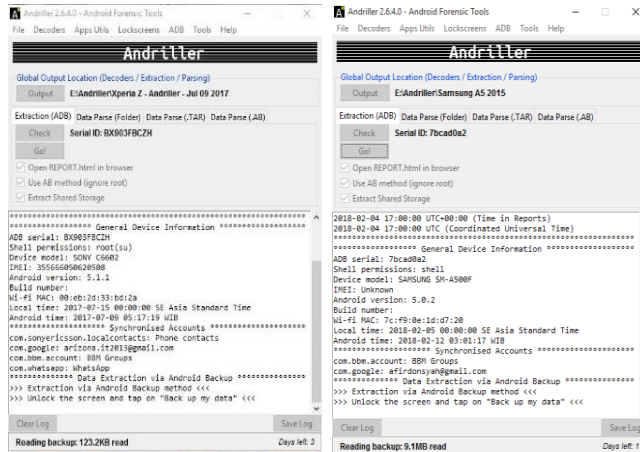 Andriller 2.6.4.0 - Android Forensic Tools
File Decoders Apps Utils Lockscreens ADB Tools Help
Andriller
Global Output Location (Decoders / Extraction / Parsing)
Output E:\Andriller\Xperia Z - Andriller - Jul 09 2017
Extraction (ADB) Data Parse (Folder) Data Parse (.TAR) Data Parse (.AB)
Check Serial ID: BX903FBCZH
Go!
Open REPORT.html in browser
Use AB method (ignore root)
Extract Shared Storage
General Device Information
ADB serial: BX903FBCZH
Shell permissions: root(su)
Device model: SONY C6602
IMEI: 355666050620508
Android version: 5.1.1
Build number:
Wi-fi MAC: 00:eb:2d:33:bd:2a
Local time: 2017-07-15 00:00:00 SE Asia Standard Time
Android time: 2017-07-09 05:17:19 WIB
Synchronised Accounts
com.sonyericsson.localcontacts: Phone contacts
com.google: arizona.it2013@gmail.com
com.bbm.account: BBM Groups
com.whatsapp: WhatsApp
Data Extraction via Android Backup
>>> Extraction via Android Backup method <<<
>>> Unlock the screen and tap on "Back up my data" <<<
Clear Log Save Log
Reading backup: 123.2KB read Days left: 3
Andriller 2.6.4.0 - Android Forensic Tools
File Decoders Apps Utils Lockscreens ADB Tools Help
Andriller
Global Output Location (Decoders / Extraction / Parsing)
Output E:\Andriller\Samsung A5 2015
Extraction (ADB) Data Parse (Folder) Data Parse (.TAR) Data Parse (.AB)
Check Serial ID: 7bcad0a2
Go!
Open REPORT.html in browser
Use AB method (ignore root)
Extract Shared Storage
2018-02-04 17:00:00 UTC+00:00 (Time in Reports)
2018-02-04 17:00:00 UTC (Coordinated Universal Time)
General Device Information
ADB serial: 7bcad0a2
Shell permissions: shell
Device model: SAMSUNG SM-A500F
IMEI: Unknown
Android version: 5.0.2
Build number:
Wi-fi MAC: 7c:f9:0e:1d:d7:20
Local time: 2018-02-05 00:00:00 SE Asia Standard Time
Android time: 2018-02-12 03:01:17 WIB
Synchronised Accounts
com.bbm.account: BBM Groups
com.google: afirdonsyah@gmail.com
Data Extraction via Android Backup
>>> Extraction via Android Backup method <<<
>>> Unlock the screen and tap on "Back up my data" <<<
Clear Log Save Log
Reading backup: 9.1MB read Days left: 1